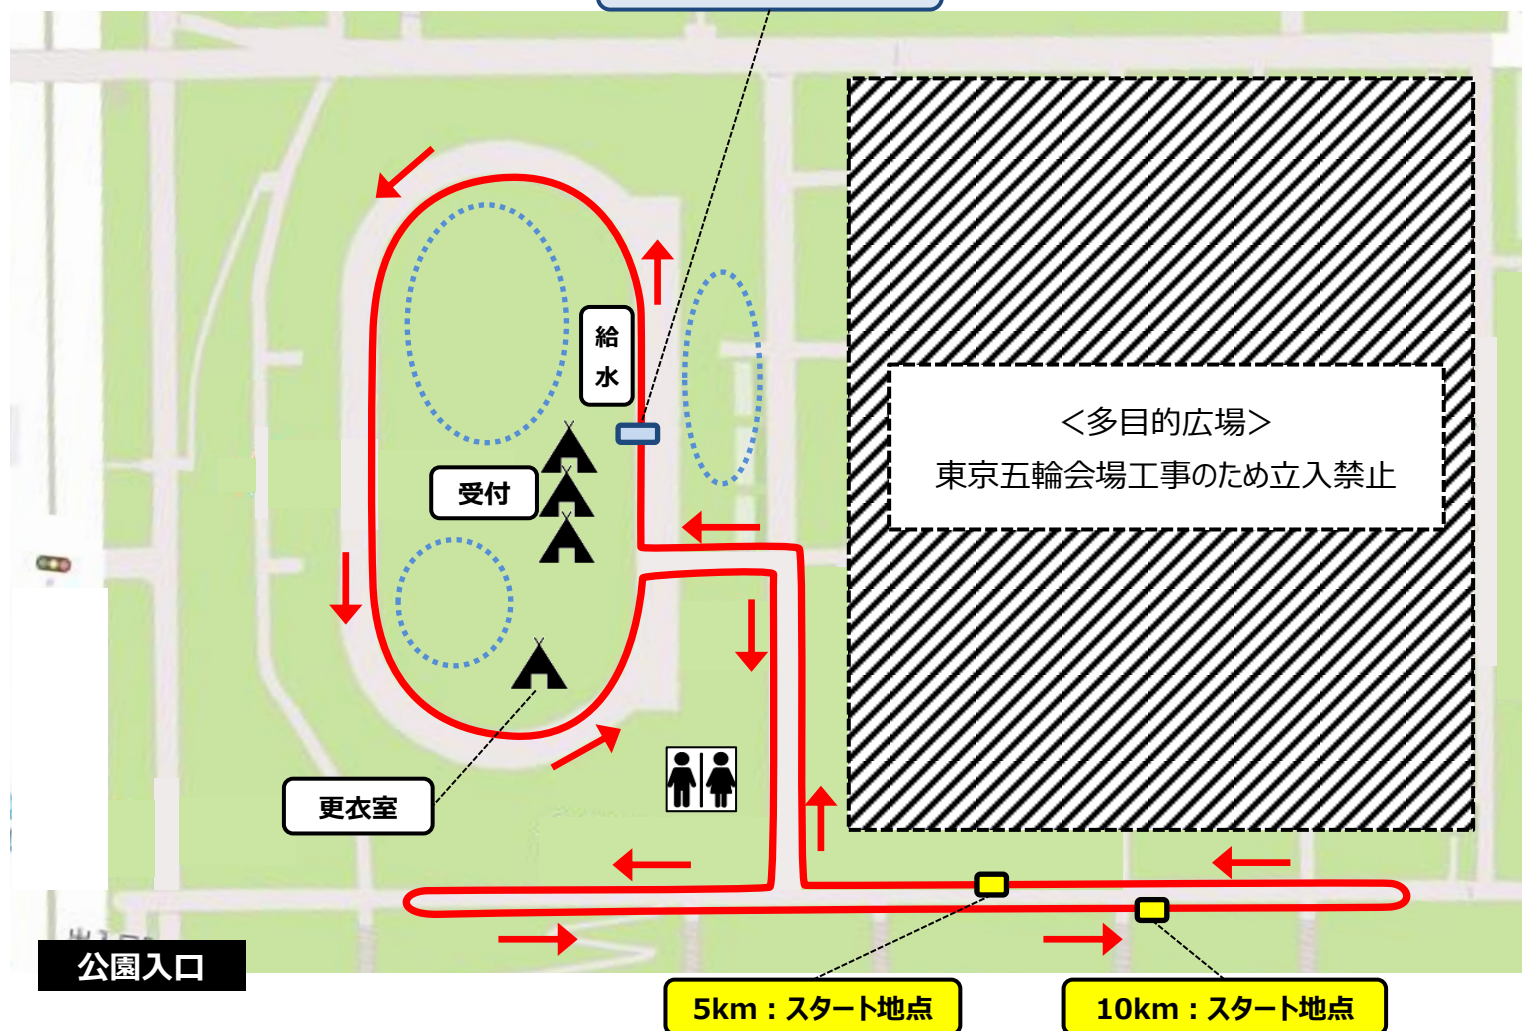 給
水
＜多目的広場＞
東京五輪会場工事のため立入禁止
受付
更衣室
公園入口
5km：スタート地点
10km：スタート地点